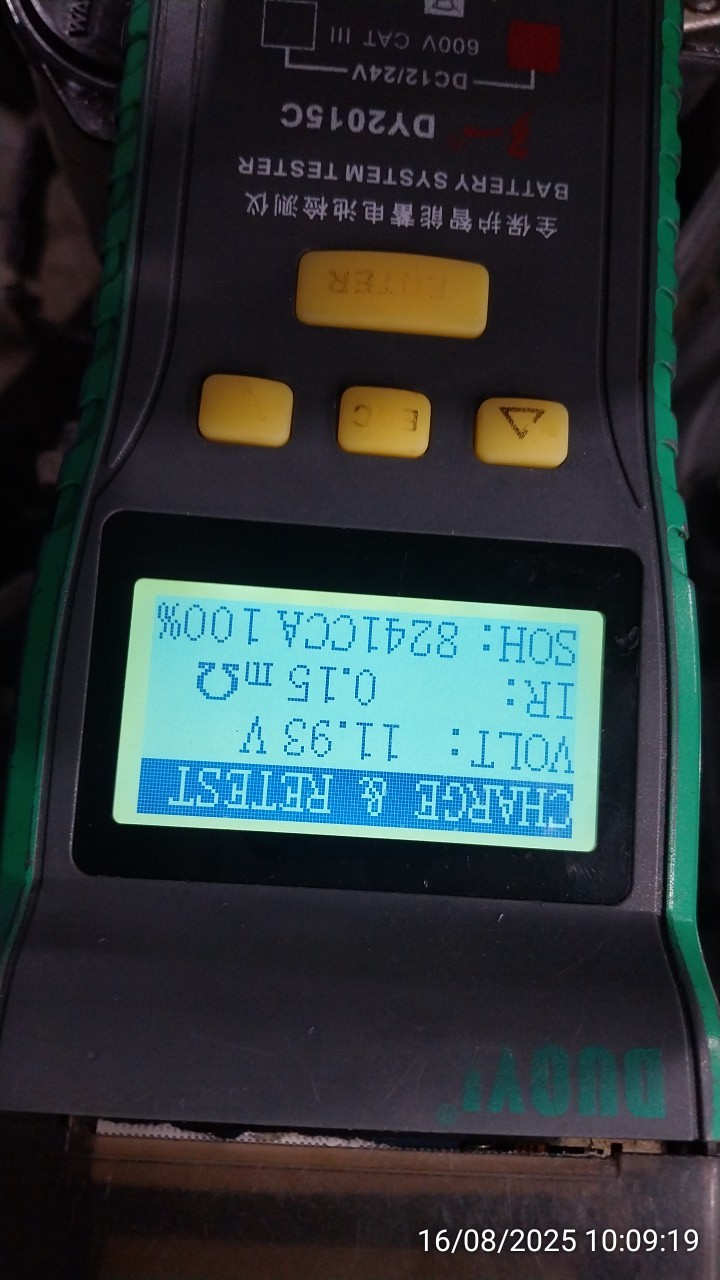 DUOYI®
CHARGE & RETEST
VOLT: 11.93 V
IR: 0.15 mΩ
SOH: 8241CCA 100%
ESC
ENTER
全保护智能蓄电池检测仪
BATTERY SYSTEM TESTER
DY2015C
DC12/24V
600V CAT III
16/08/2025 10:09:19